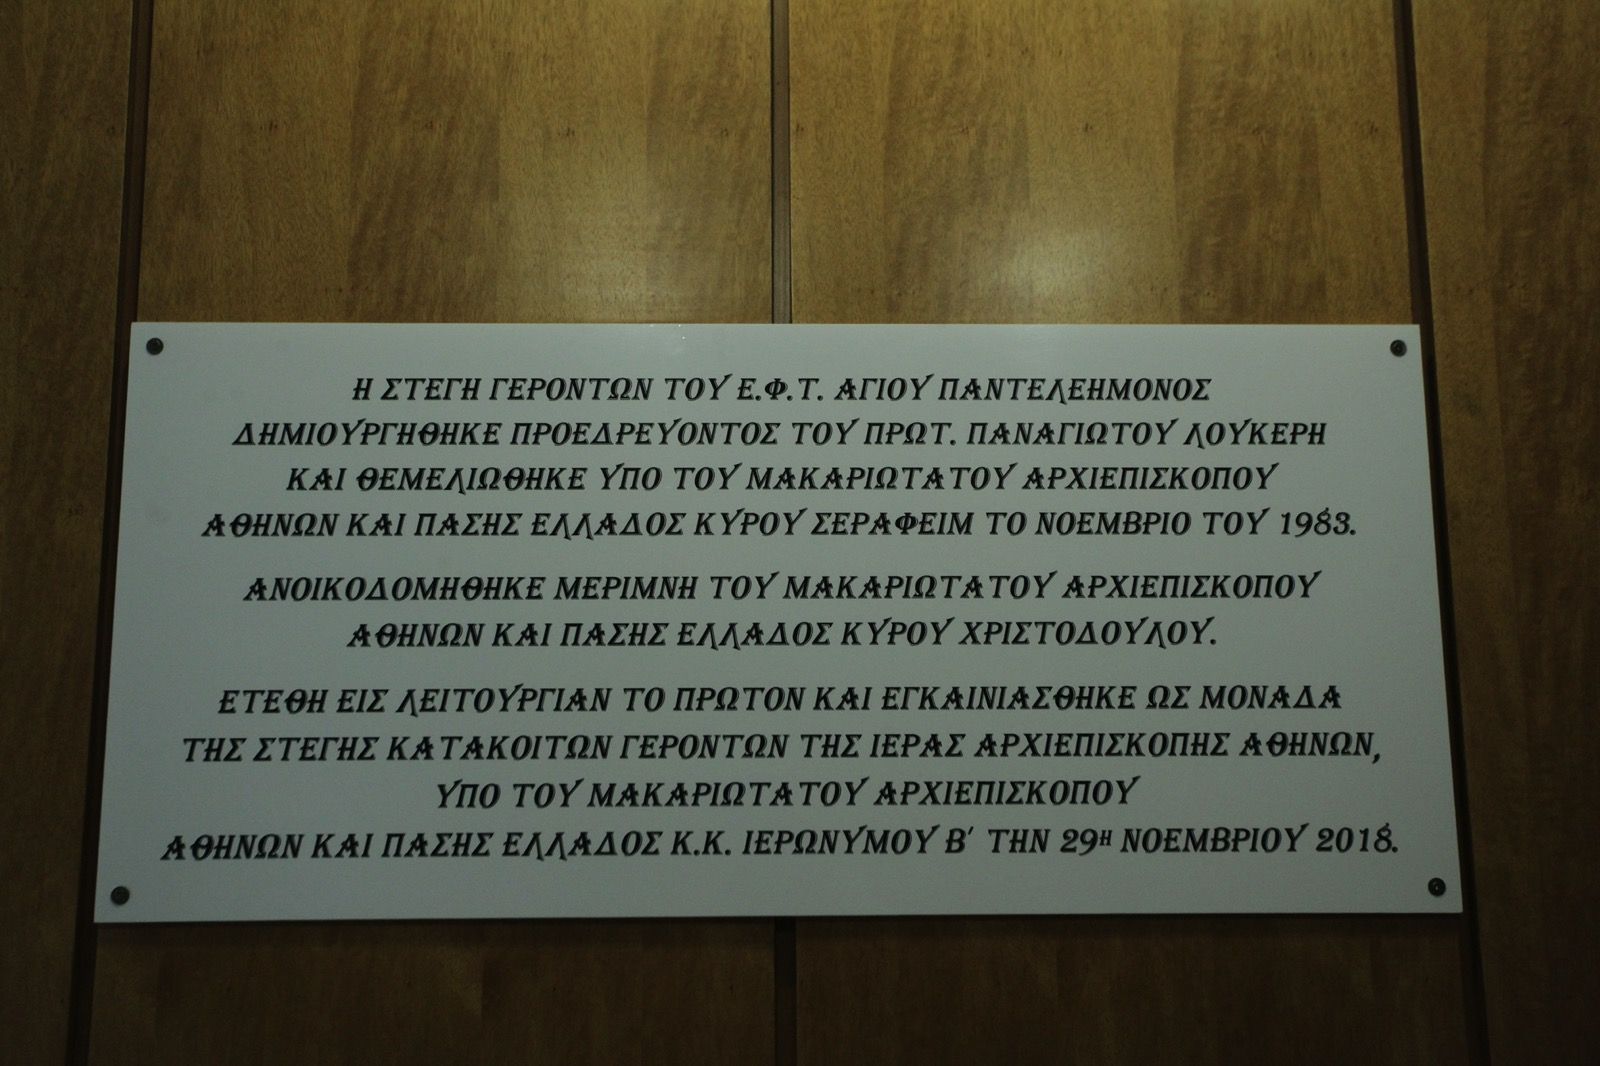 Η ΣΤΕΓΗ ΓΕΡΟΝΤΩΝ ΤΟΥ Ε.Φ.Τ. ΑΓΙΟΥ ΠΑΝΤΕΛΕΗΜΟΝΟΣ
ΔΗΜΙΟΥΡΓΗΘΗΚΕ ΠΡΟΕΔΡΕΥΟΝΤΟΣ ΤΟΥ ΠΡΩΤ. ΠΑΝΑΓΙΩΤΟΥ ΛΟΥΚΕΡΗ
ΚΑΙ ΘΕΜΕΛΙΩΘΗΚΕ ΥΠΟ ΤΟΥ ΜΑΚΑΡΙΩΤΑΤΟΥ ΑΡΧΙΕΠΙΣΚΟΠΟΥ
ΑΘΗΝΩΝ ΚΑΙ ΠΑΣΗΣ ΕΛΛΑΔΟΣ ΚΥΡΟΥ ΣΕΡΑΦΕΙΜ ΤΟ ΝΟΕΜΒΡΙΟ ΤΟΥ 1983.
ΑΝΟΙΚΟΔΟΜΗΘΗΚΕ ΜΕΡΙΜΝΗ ΤΟΥ ΜΑΚΑΡΙΩΤΑΤΟΥ ΑΡΧΙΕΠΙΣΚΟΠΟΥ
ΑΘΗΝΩΝ ΚΑΙ ΠΑΣΗΣ ΕΛΛΑΔΟΣ ΚΥΡΟΥ ΧΡΙΣΤΟΔΟΥΛΟΥ.
ΕΤΕΘΗ ΕΙΣ ΛΕΙΤΟΥΡΓΙΑΝ ΤΟ ΠΡΩΤΟΝ ΚΑΙ ΕΓΚΑΙΝΙΑΣΘΗΚΕ ΩΣ ΜΟΝΑΔΑ
ΤΗΣ ΣΤΕΓΗΣ ΚΑΤΑΚΟΙΤΩΝ ΓΕΡΟΝΤΩΝ ΤΗΣ ΙΕΡΑΣ ΑΡΧΙΕΠΙΣΚΟΠΗΣ ΑΘΗΝΩΝ,
ΥΠΟ ΤΟΥ ΜΑΚΑΡΙΩΤΑΤΟΥ ΑΡΧΙΕΠΙΣΚΟΠΟΥ
ΑΘΗΝΩΝ ΚΑΙ ΠΑΣΗΣ ΕΛΛΑΔΟΣ Κ.Κ. ΙΕΡΩΝΥΜΟΥ Β΄ ΤΗΝ 29Η ΝΟΕΜΒΡΙΟΥ 2018.